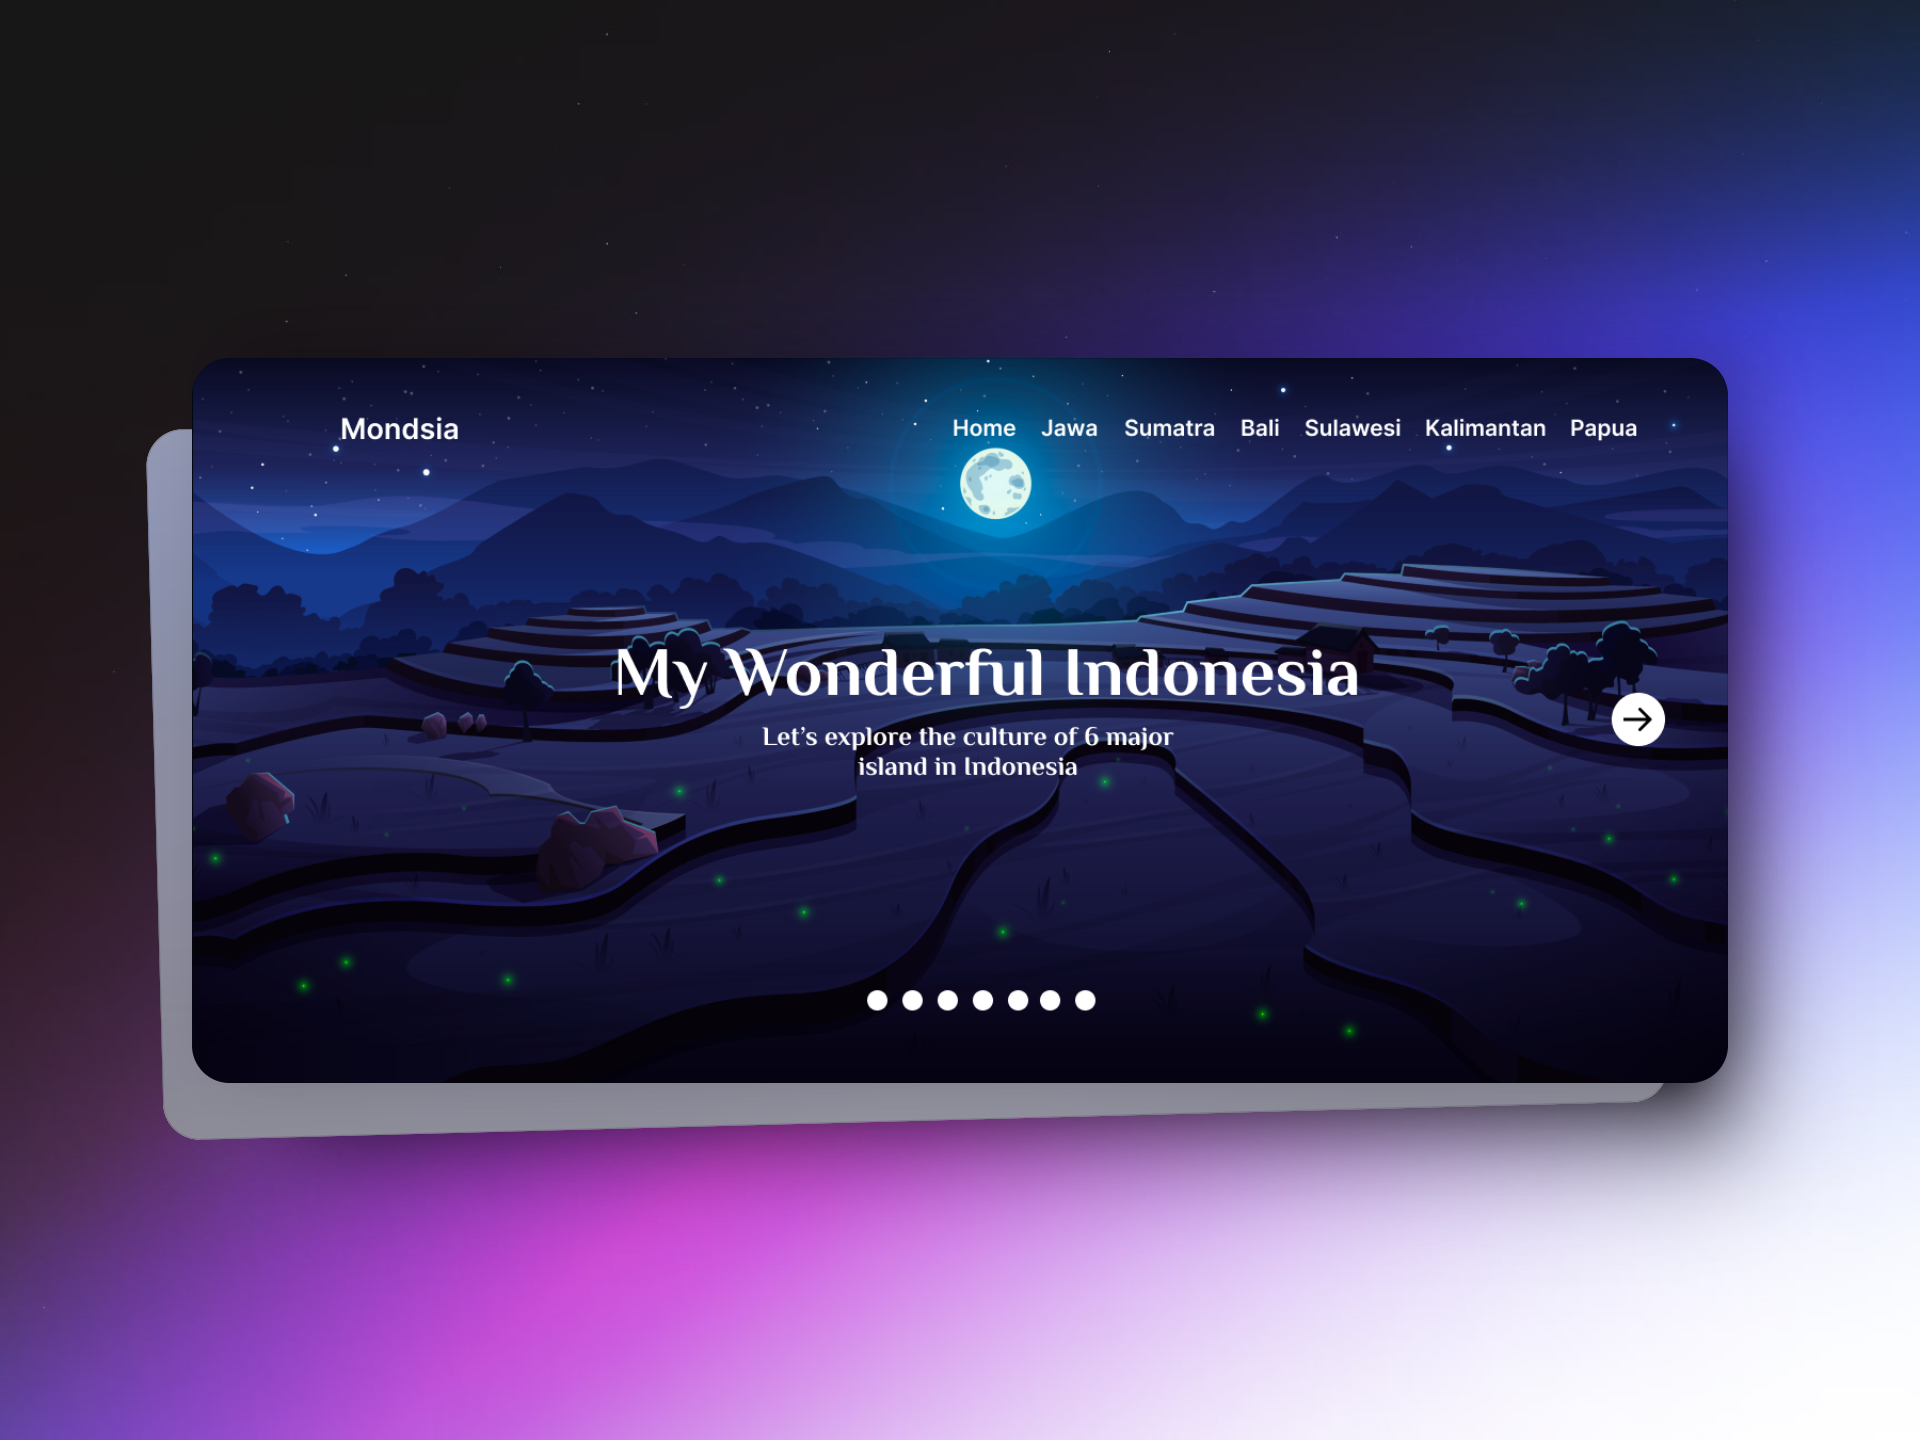 Mondsia
Home Jawa Sumatra Bali Sulawesi Kalimantan Papua
My Wonderful Indonesia
Let’s explore the culture of 6 major
island in Indonesia